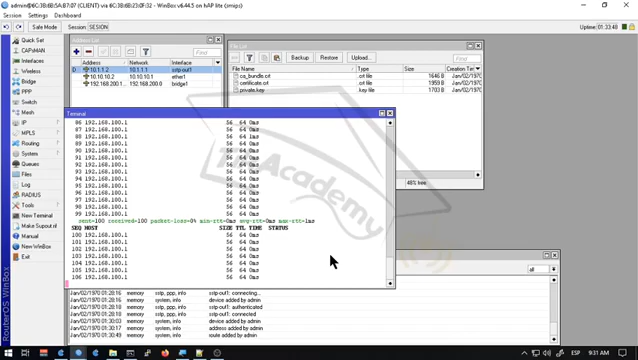 admin@6C:3B:6B:5A:B7:07 (CLIENT) via 6C:3B:6B:23:0F:32 - WinBox v6.44.5 on hAP lite (smips)
Session Settings Dashboard
Safe Mode Session: SESION Uptime: 01:33:48
Quick Set
CAPsMAN
Interfaces
Wireless
Bridge
PPP
Switch
Mesh
IP
MPLS
Routing
System
Queues
Files
Log
RADIUS
Tools
New Terminal
Make Supout.rif
Manual
New WinBox
Exit
RouterOS WinBox
Address List
Find
Address Network Interface
D 10.1.1.2 10.1.1.1 sstp-out1
10.10.10.2 10.10.10.1 ether1
192.168.200.1 192.168.200.0 bridge1
File List
Backup Restore Upload... Find
File Name Type Size Creation Tim
ca_bundle.crt .crt file 1646 B Jan/02/1970
certificate.crt .crt file 1959 B Jan/02/1970
private.key .key file 1703 B Jan/02/1970
48% free
Terminal
86 192.168.100.1 56 64 0ms
87 192.168.100.1 56 64 0ms
88 192.168.100.1 56 64 1ms
89 192.168.100.1 56 64 0ms
90 192.168.100.1 56 64 0ms
91 192.168.100.1 56 64 0ms
92 192.168.100.1 56 64 0ms
93 192.168.100.1 56 64 0ms
94 192.168.100.1 56 64 0ms
95 192.168.100.1 56 64 0ms
96 192.168.100.1 56 64 0ms
97 192.168.100.1 56 64 0ms
98 192.168.100.1 56 64 0ms
99 192.168.100.1 56 64 0ms
sent=100 received=100 packet-loss=0% min-rtt=0ms avg-rtt=0ms max-rtt=1ms
SEQ HOST SIZE TTL TIME STATUS
100 192.168.100.1 56 64 0ms
101 192.168.100.1 56 64 0ms
102 192.168.100.1 56 64 0ms
103 192.168.100.1 56 64 0ms
104 192.168.100.1 56 64 0ms
105 192.168.100.1 56 64 0ms
106 192.168.100.1 56 64 0ms
all
Jan/02/1970 01:28:16 memory sstp, ppp, info sstp-out1: connecting...
Jan/02/1970 01:28:16 memory sstp, ppp, info sstp-out1: authenticated
Jan/02/1970 01:28:16 memory sstp, ppp, info sstp-out1: connected
Jan/02/1970 01:30:03 memory system, info device added by admin
Jan/02/1970 01:30:17 memory system, info address added by admin
Jan/02/1970 01:30:49 memory system, info route added by admin
Academy
ESP 9:31 AM